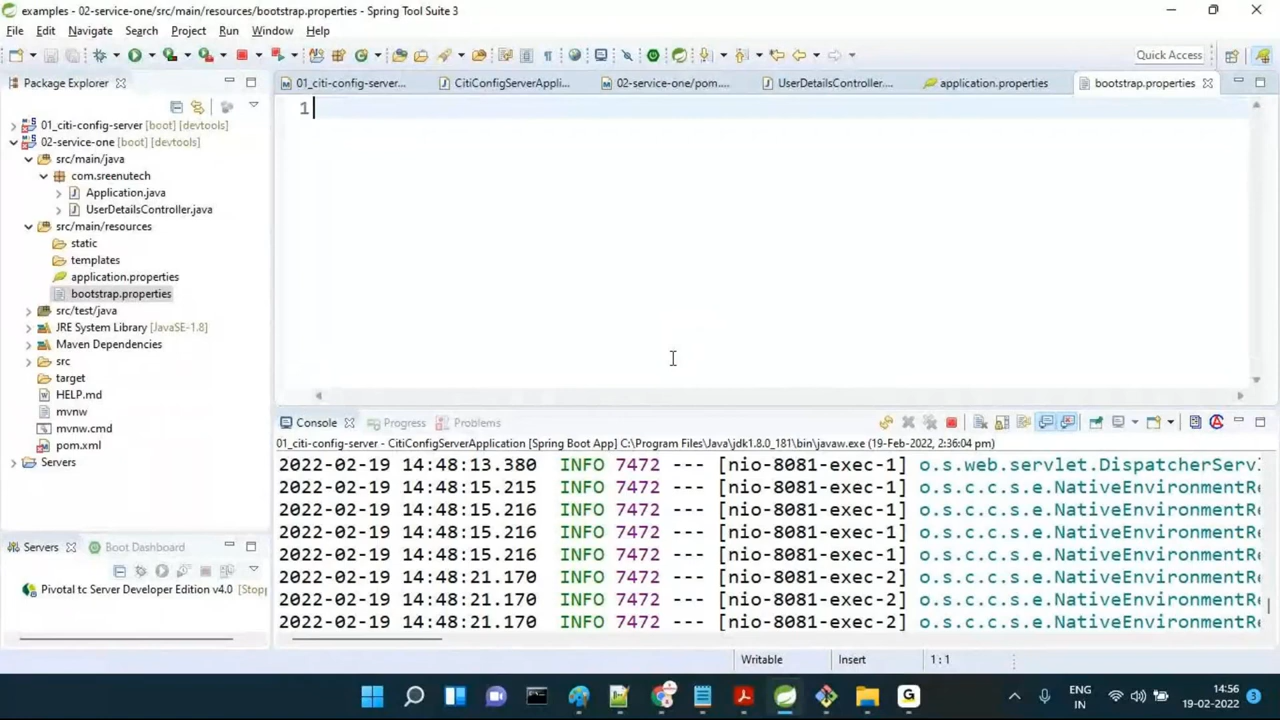 examples - 02-service-one/src/main/resources/bootstrap.properties - Spring Tool Suite 3
File Edit Navigate Search Project Run Window Help
Quick Access
Package Explorer
01_citi-config-server [boot] [devtools]
02-service-one [boot] [devtools]
src/main/java
com.sreenutech
Application.java
UserDetailsController.java
src/main/resources
static
templates
application.properties
bootstrap.properties
src/test/java
JRE System Library [JavaSE-1.8]
Maven Dependencies
src
target
HELP.md
mvnw
mvnw.cmd
pom.xml
Servers
Servers Boot Dashboard
Pivotal tc Server Developer Edition v4.0 [Stopp
01_citi-config-server... CitiConfigServerAppli... 02-service-one/pom.... UserDetailsController.... application.properties bootstrap.properties
1
Console Progress Problems
01_citi-config-server - CitiConfigServerApplication [Spring Boot App] C:\Program Files\Java\jdk1.8.0_181\bin\javaw.exe (19-Feb-2022, 2:36:04 pm)
2022-02-19 14:48:13.380 INFO 7472 --- [nio-8081-exec-1] o.s.web.servlet.DispatcherServ
2022-02-19 14:48:15.215 INFO 7472 --- [nio-8081-exec-1] o.s.c.c.s.e.NativeEnvironmentRe
2022-02-19 14:48:15.216 INFO 7472 --- [nio-8081-exec-1] o.s.c.c.s.e.NativeEnvironmentRe
2022-02-19 14:48:15.216 INFO 7472 --- [nio-8081-exec-1] o.s.c.c.s.e.NativeEnvironmentRe
2022-02-19 14:48:15.216 INFO 7472 --- [nio-8081-exec-1] o.s.c.c.s.e.NativeEnvironmentRe
2022-02-19 14:48:21.170 INFO 7472 --- [nio-8081-exec-2] o.s.c.c.s.e.NativeEnvironmentRe
2022-02-19 14:48:21.170 INFO 7472 --- [nio-8081-exec-2] o.s.c.c.s.e.NativeEnvironmentRe
2022-02-19 14:48:21.170 INFO 7472 --- [nio-8081-exec-2] o.s.c.c.s.e.NativeEnvironmentRe
Writable Insert 1:1
ENG
IN
14:56
19-02-2022
3